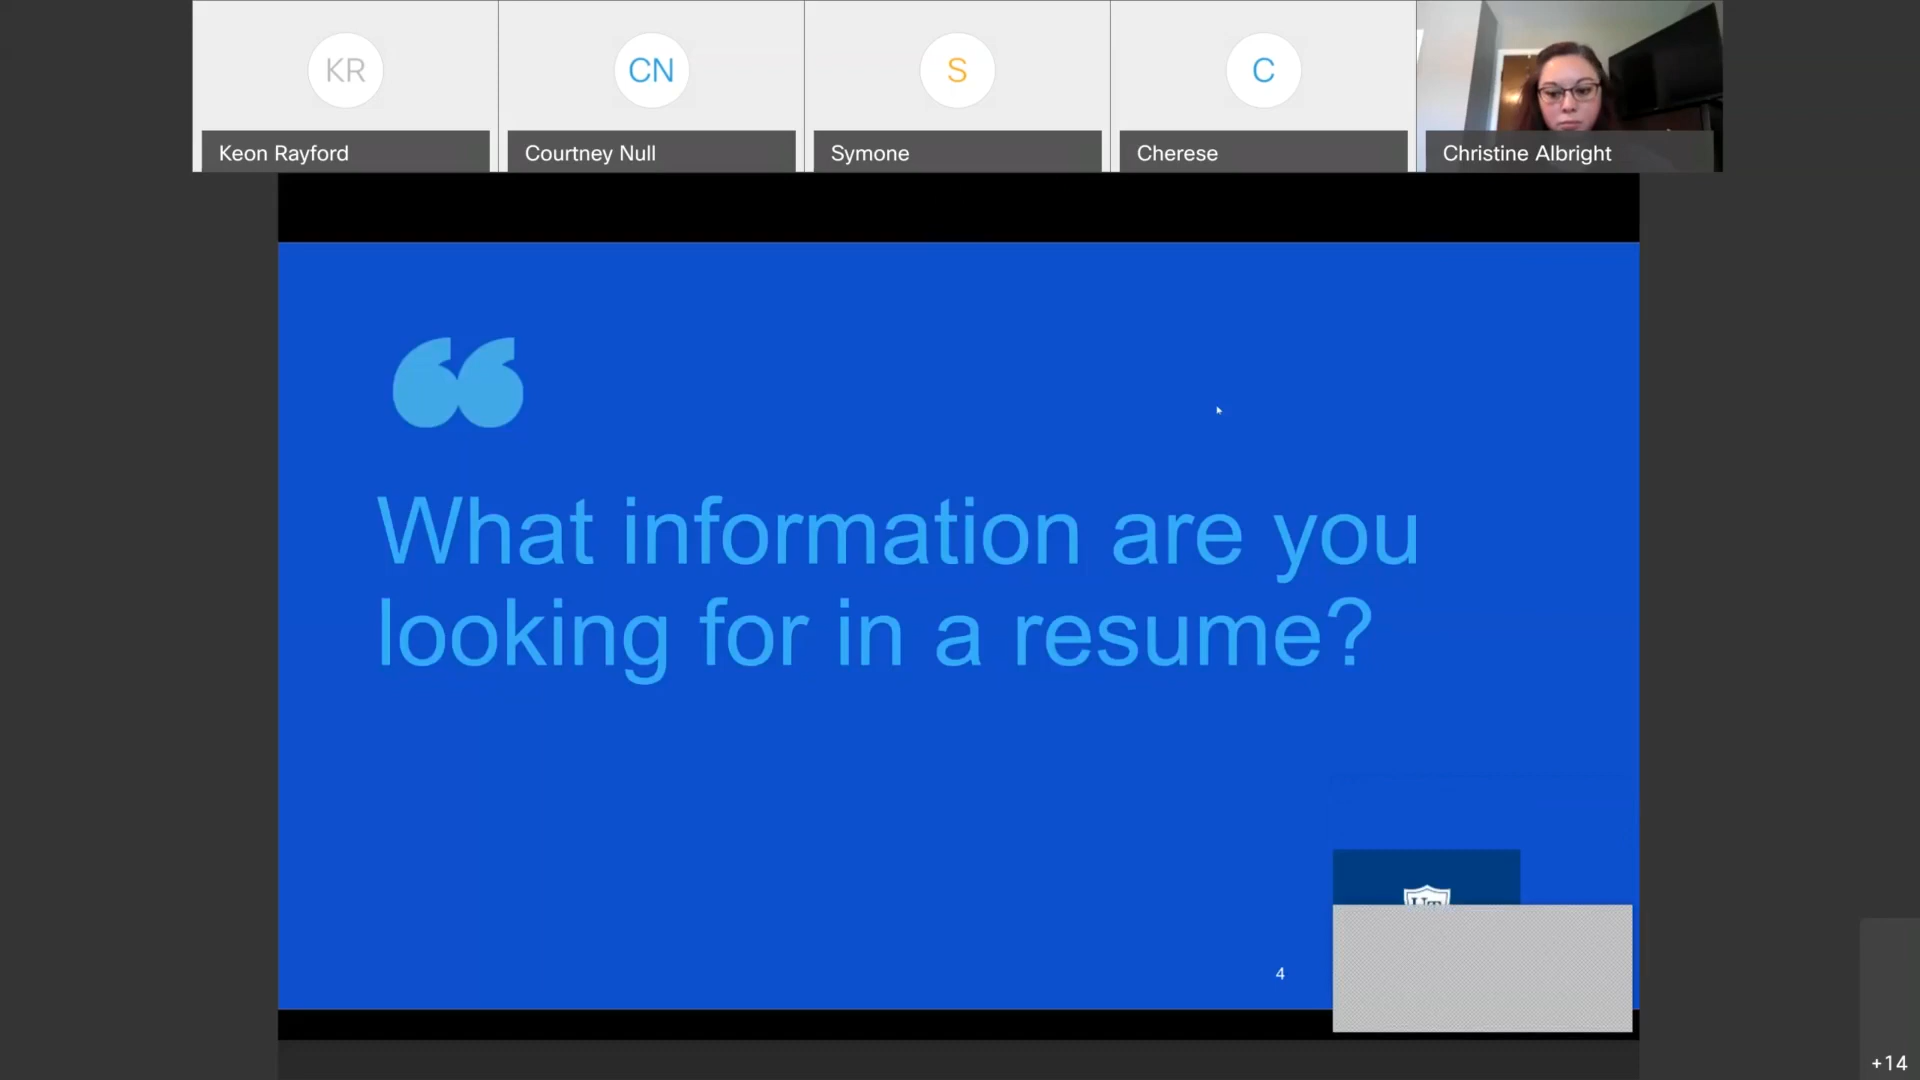 KR
CN
S
C
Keon Rayford
Courtney Null
Symone
Cherese
Christine Albright
What information are you
looking for in a resume?
UT
4
+14